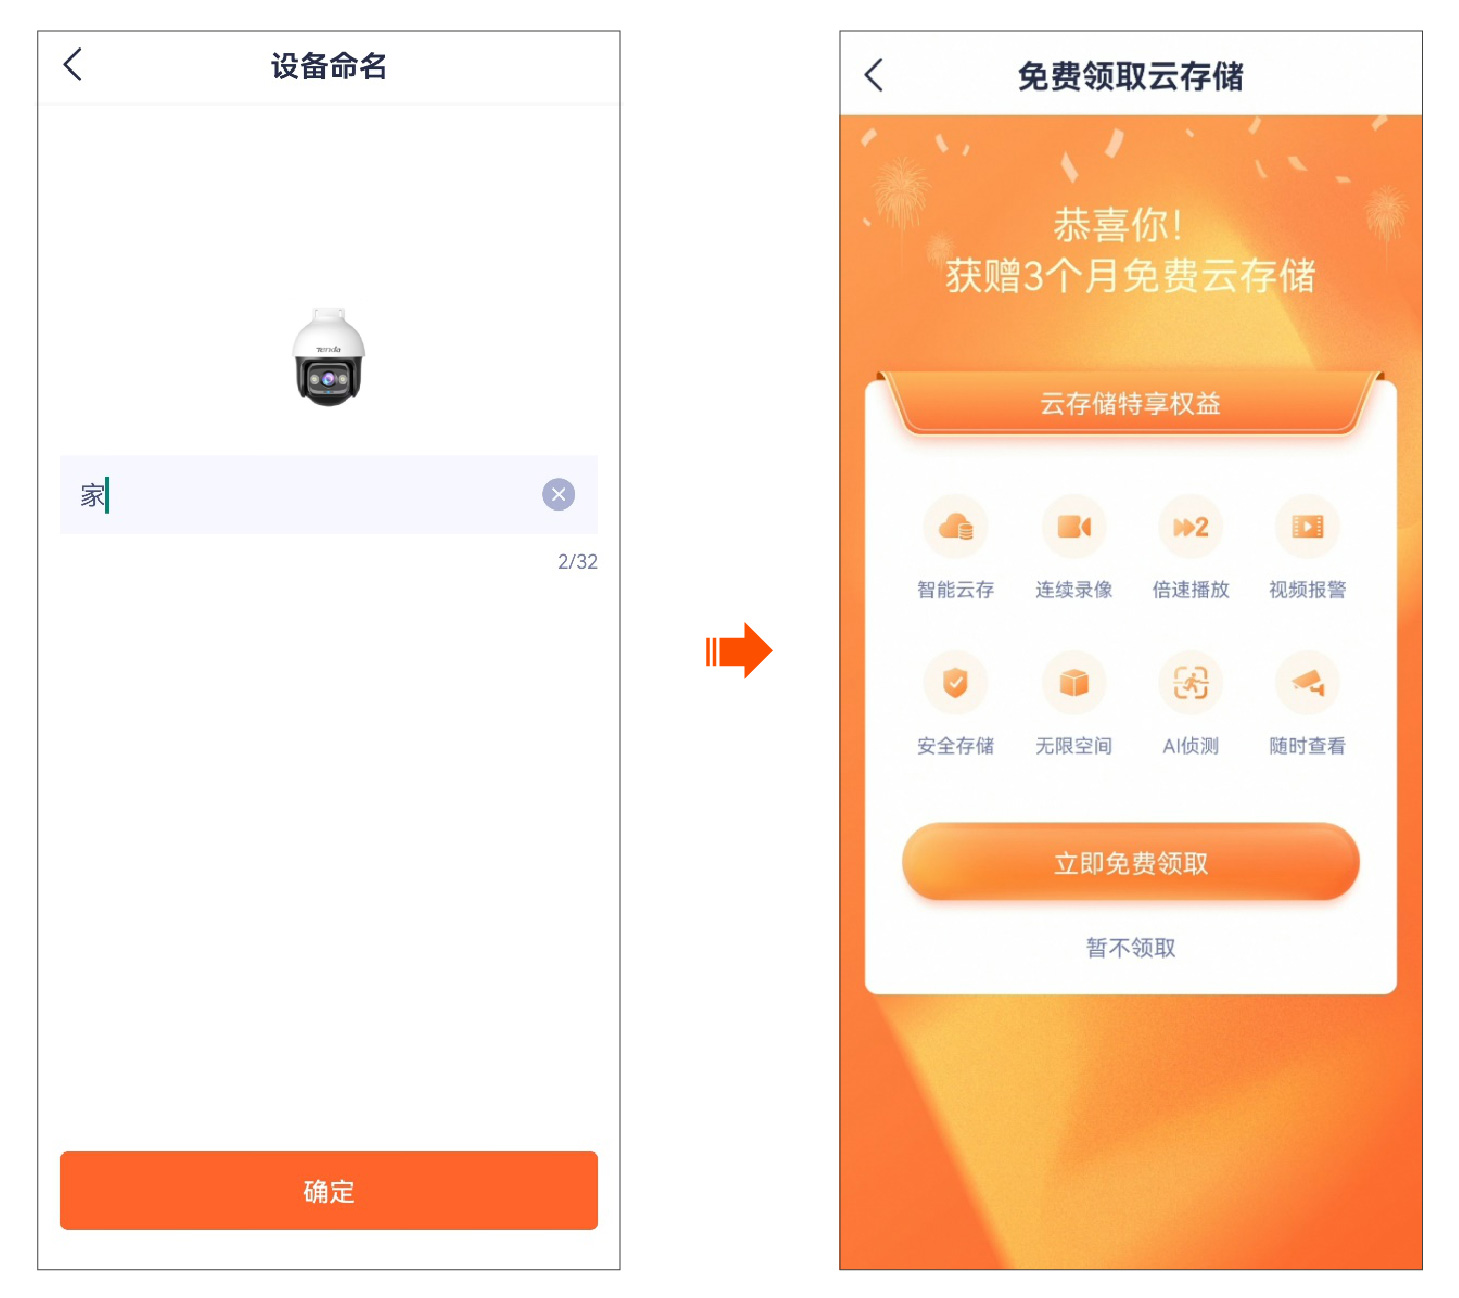 设备命名
Tenda
家
2/32
确定
免费领取云存储
恭喜你!
获赠3个月免费云存储
云存储特享权益
2
智能云存 连续录像 倍速播放 视频报警
安全存储 无限空间 AI侦测 随时查看
立即免费领取
暂不领取